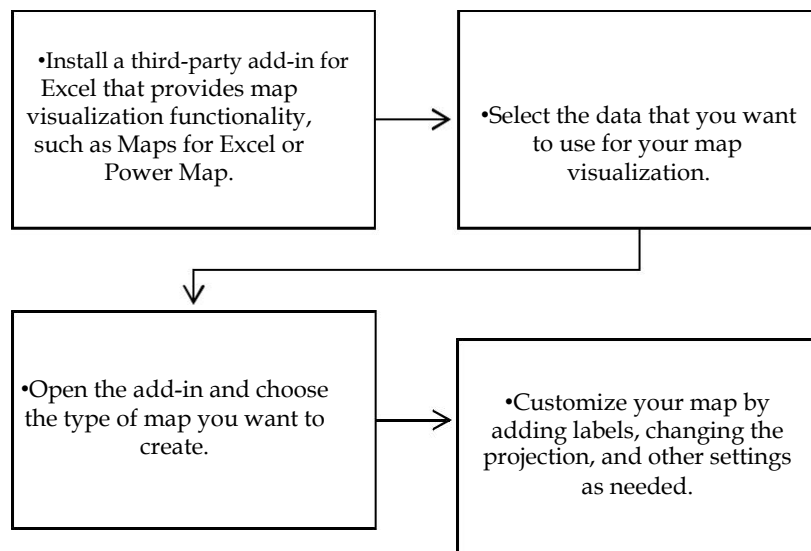 •Install a third-party add-in for
Excel that provides map
visualization functionality,
such as Maps for Excel or
Power Map.
•Select the data that you want
to use for your map
visualization.
•Open the add-in and choose
the type of map you want to
create.
•Customize your map by
adding labels, changing the
projection, and other settings
as needed.